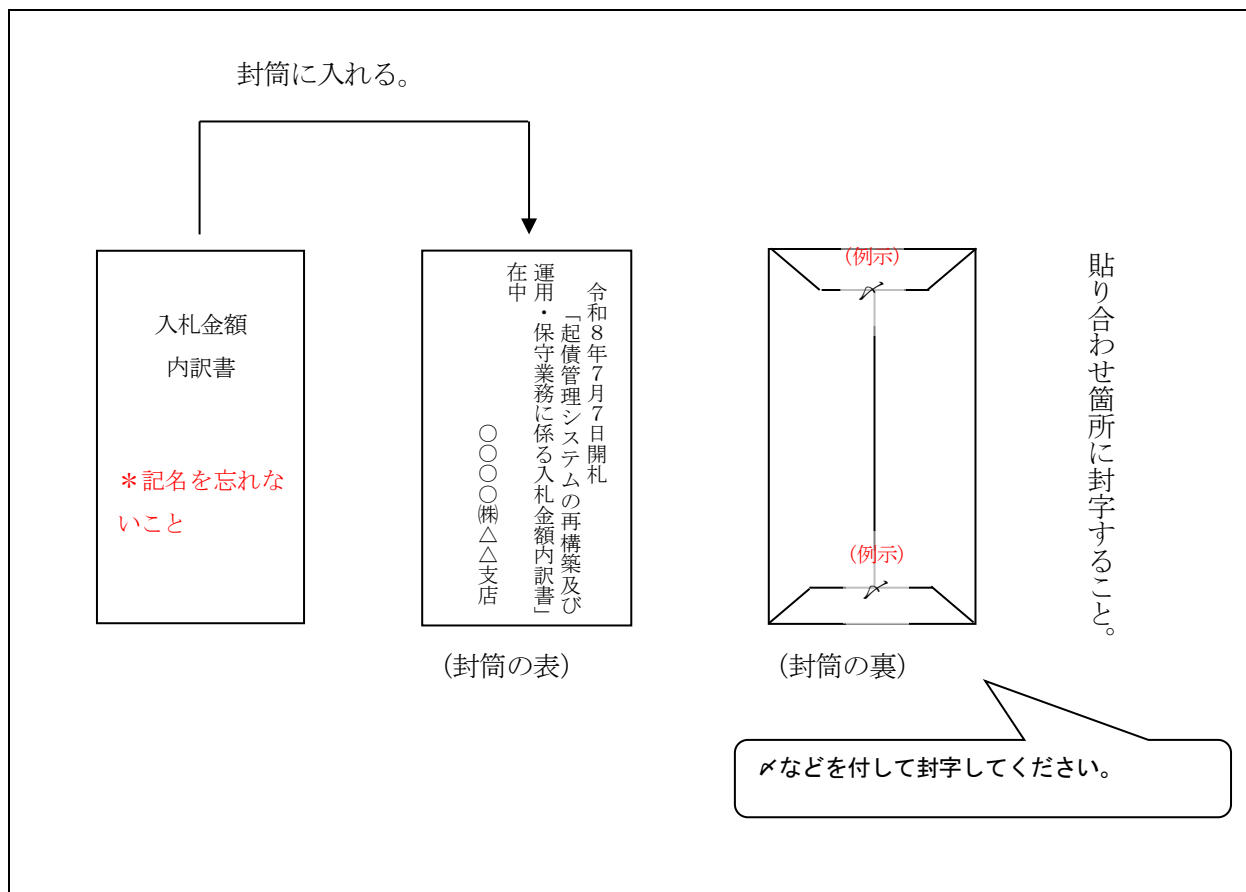 封筒に入れる。
入札金額
内訳書
＊記名を忘れな
いこと
令和８年７月７日開札
「起債管理システムの再構築及び
運用・保守業務に係る入札金額内訳書」
在中
○○○○㈱△△支店
(封筒の表)
(例示)
〆
(例示)
〆
(封筒の裏)
貼り合わせ箇所に封字すること。
〆などを付して封字してください。